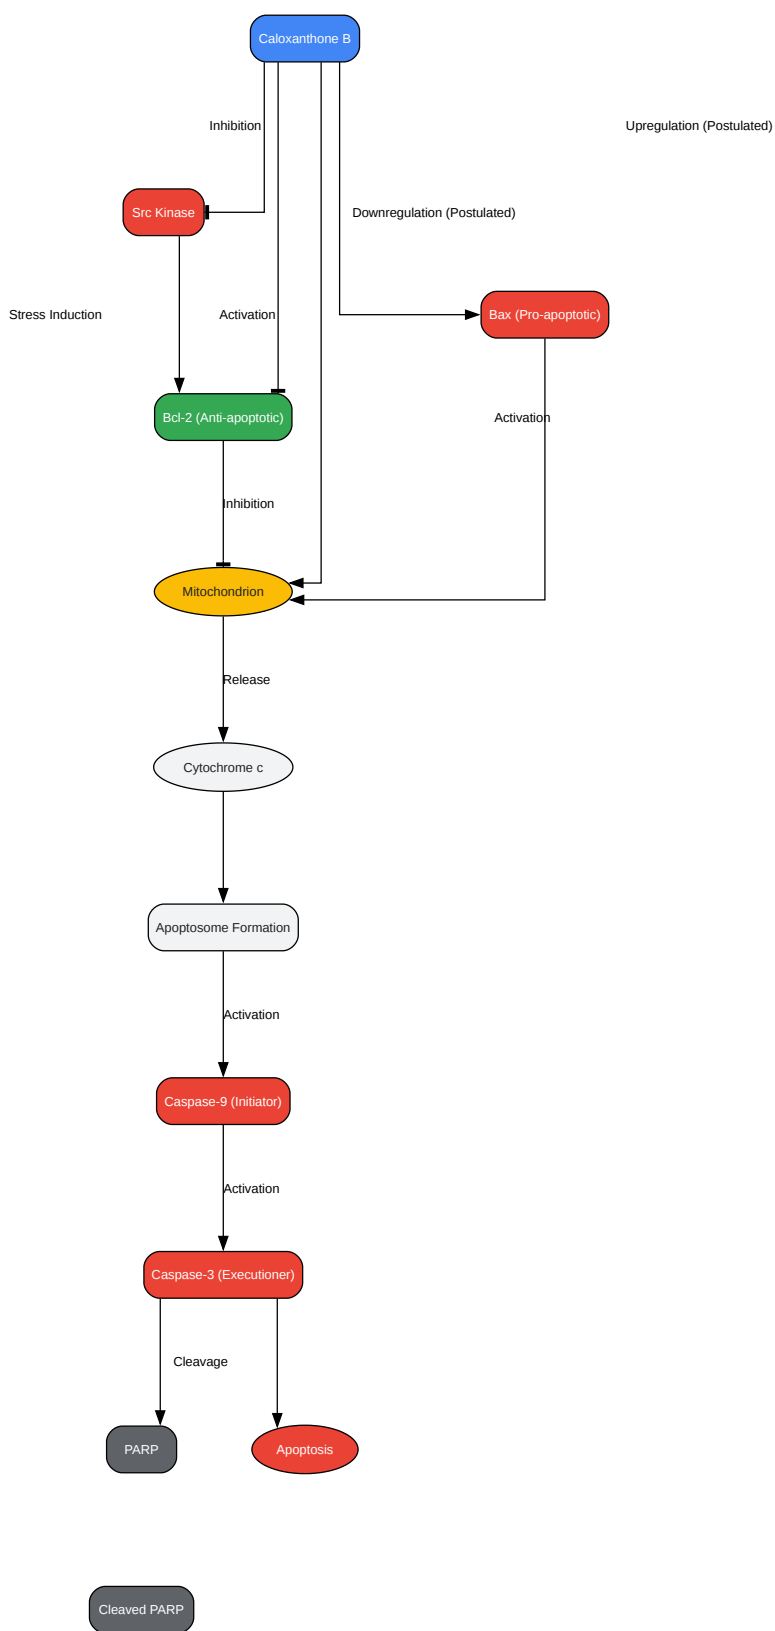 Caloxanthone B
Inhibition
Upregulation (Postulated)
Src Kinase
Downregulation (Postulated)
Stress Induction
Activation
Bax (Pro-apoptotic)
Bcl-2 (Anti-apoptotic)
Activation
Inhibition
Mitochondrion
Release
Cytochrome c
Apoptosome Formation
Activation
Caspase-9 (Initiator)
Activation
Caspase-3 (Executioner)
Cleavage
PARP
Apoptosis
Cleaved PARP